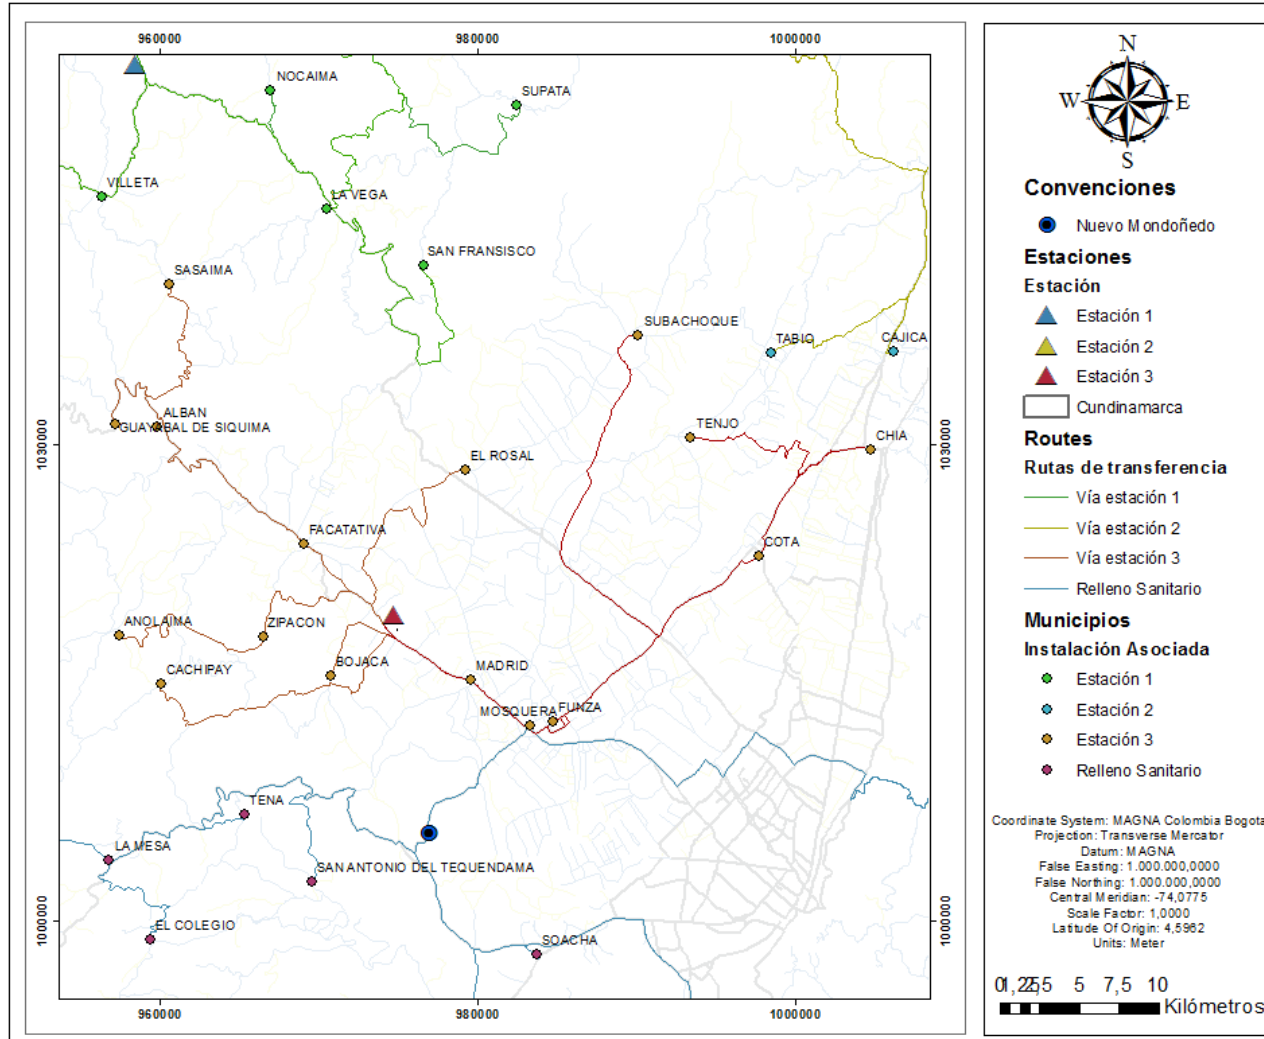 960000
980000
1000000
NOCAIMA
SUPATA
VILLETA
LA VEGA
SAN FRANSISCO
SASAIMA
SUBACHOQUE
TABIO
CAJICA
ALBAN
GUAYABAL DE SIQUIMA
TENJO
CHIA
1030000
1030000
EL ROSAL
FACATATIVA
COTA
ANOLAIMA
ZIPACON
CACHIPAY
BOJACA
MADRID
MOSQUERA
FUNZA
TENA
LA MESA
SAN ANTONIO DEL TEQUENDAMA
EL COLEGIO
SOACHA
1000000
1000000
960000
980000
1000000
N
W
E
S
Convenciones
Nuevo Mondoñedo
Estaciones
Estación
Estación 1
Estación 2
Estación 3
Cundinamarca
Routes
Rutas de transferencia
Vía estación 1
Vía estación 2
Vía estación 3
Relleno Sanitario
Municipios
Instalación Asociada
Estación 1
Estación 2
Estación 3
Relleno Sanitario
Coordinate System: MAGNA Colombia Bogota
Projection: Transverse Mercator
Datum: MAGNA
False Easting: 1.000.000,0000
False Northing: 1.000.000,0000
Central Meridian: -74,0775
Scale Factor: 1,0000
Latitude Of Origin: 4,5962
Units: Meter
0 1,25 2,5 5 7,5 10
Kilómetros